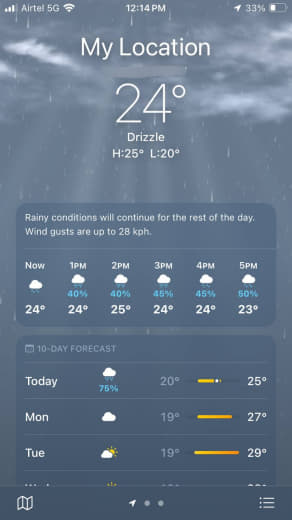 Airtel 5G 12:14 PM 33%
My Location
24°
Drizzle
H:25° L:20°
Rainy conditions will continue for the rest of the day.
Wind gusts are up to 28 kph.
Now 1PM 2PM 3PM 4PM 5PM
40% 40% 45% 45% 50%
24° 24° 25° 24° 24° 23°
10-DAY FORECAST
Today 75% 20° 25°
Mon 19° 27°
Tue 19° 29°